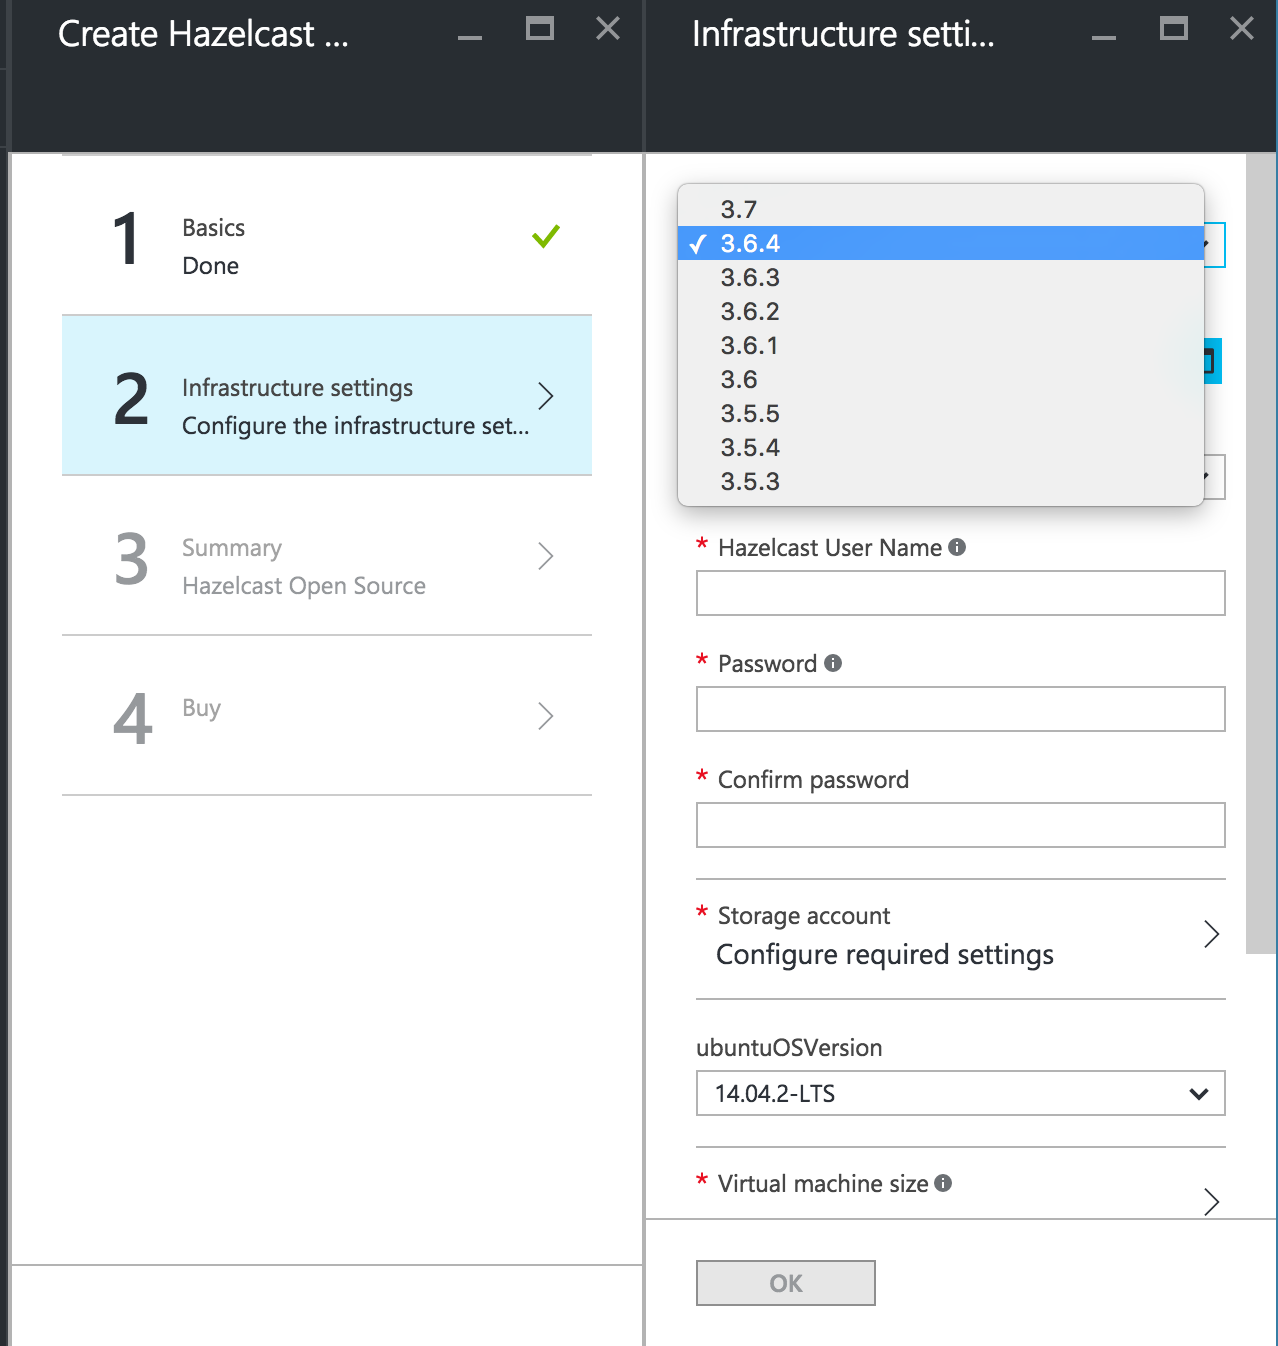 Create Hazelcast ...
1
Basics
Done
2
Infrastructure settings
Configure the infrastructure set...
3
Summary
Hazelcast Open Source
4
Buy
Infrastructure setti...
3.7
3.6.4
3.6.3
3.6.2
3.6.1
3.6
3.5.5
3.5.4
3.5.3
* Hazelcast User Name
* Password
* Confirm password
* Storage account
Configure required settings
ubuntuOSVersion
14.04.2-LTS
* Virtual machine size
OK